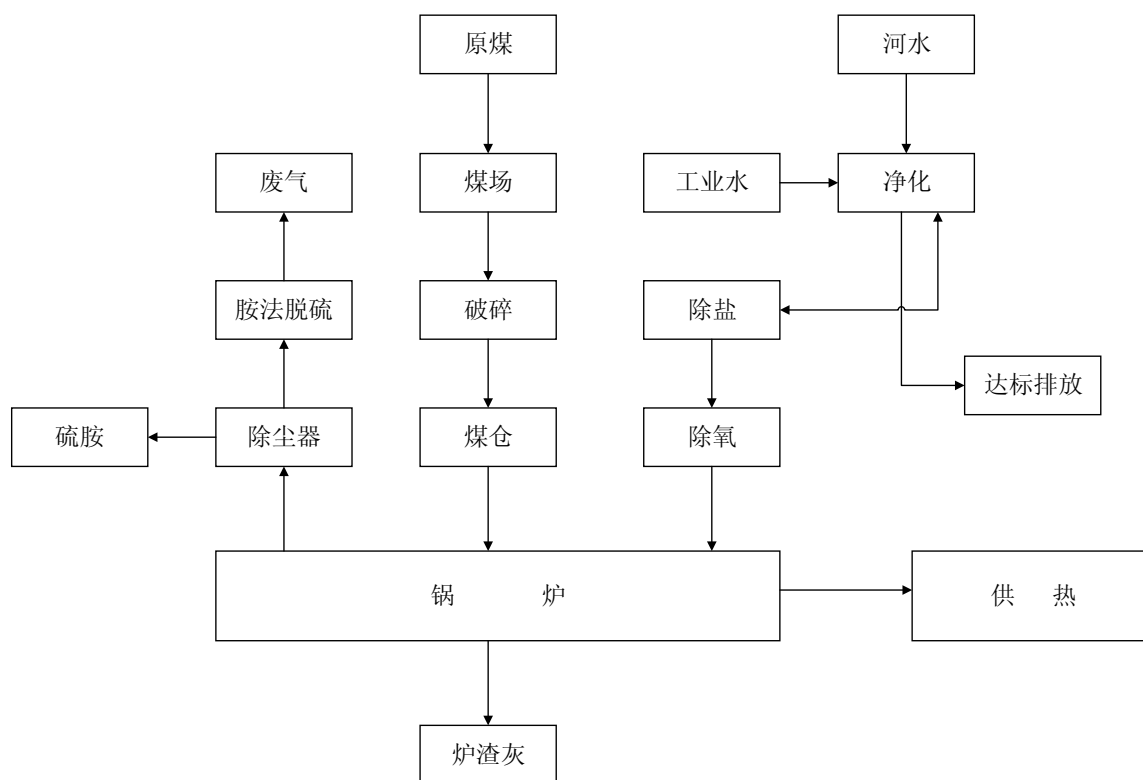 原煤
河水
废气
煤场
工业水
净化
胺法脱硫
破碎
除盐
达标排放
硫胺
除尘器
煤仓
除氧
锅 炉
供 热
炉渣灰